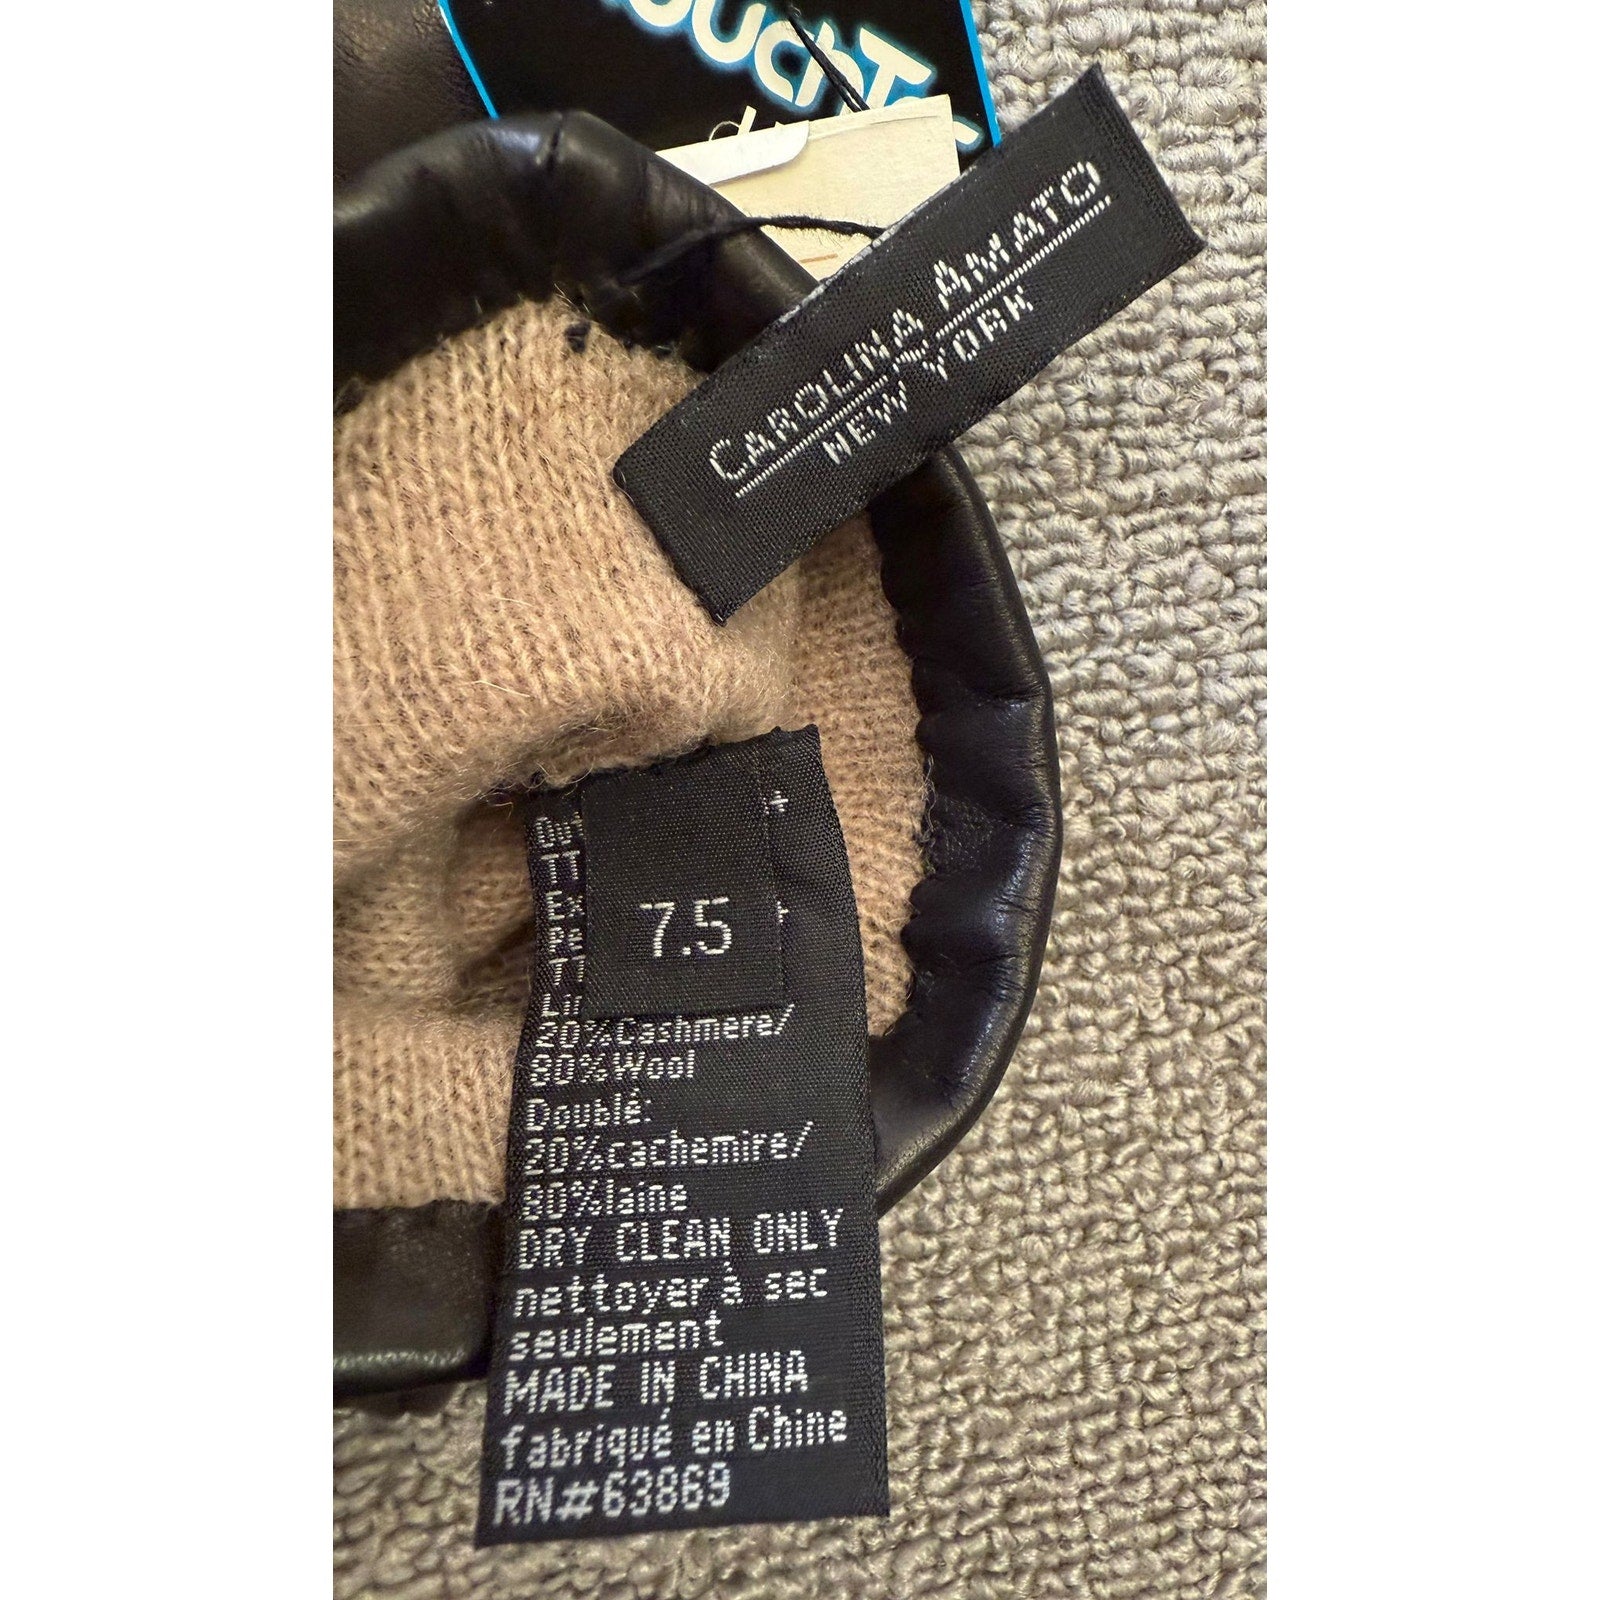 CAROLINA AMATO
NEW YORK
7.5
20%Cashmere/
80%Wool
Doublé:
20%cachemire/
80%laine
DRY CLEAN ONLY
nettoyer à sec
seulement
MADE IN CHINA
fabriqué en Chine
RN#63869